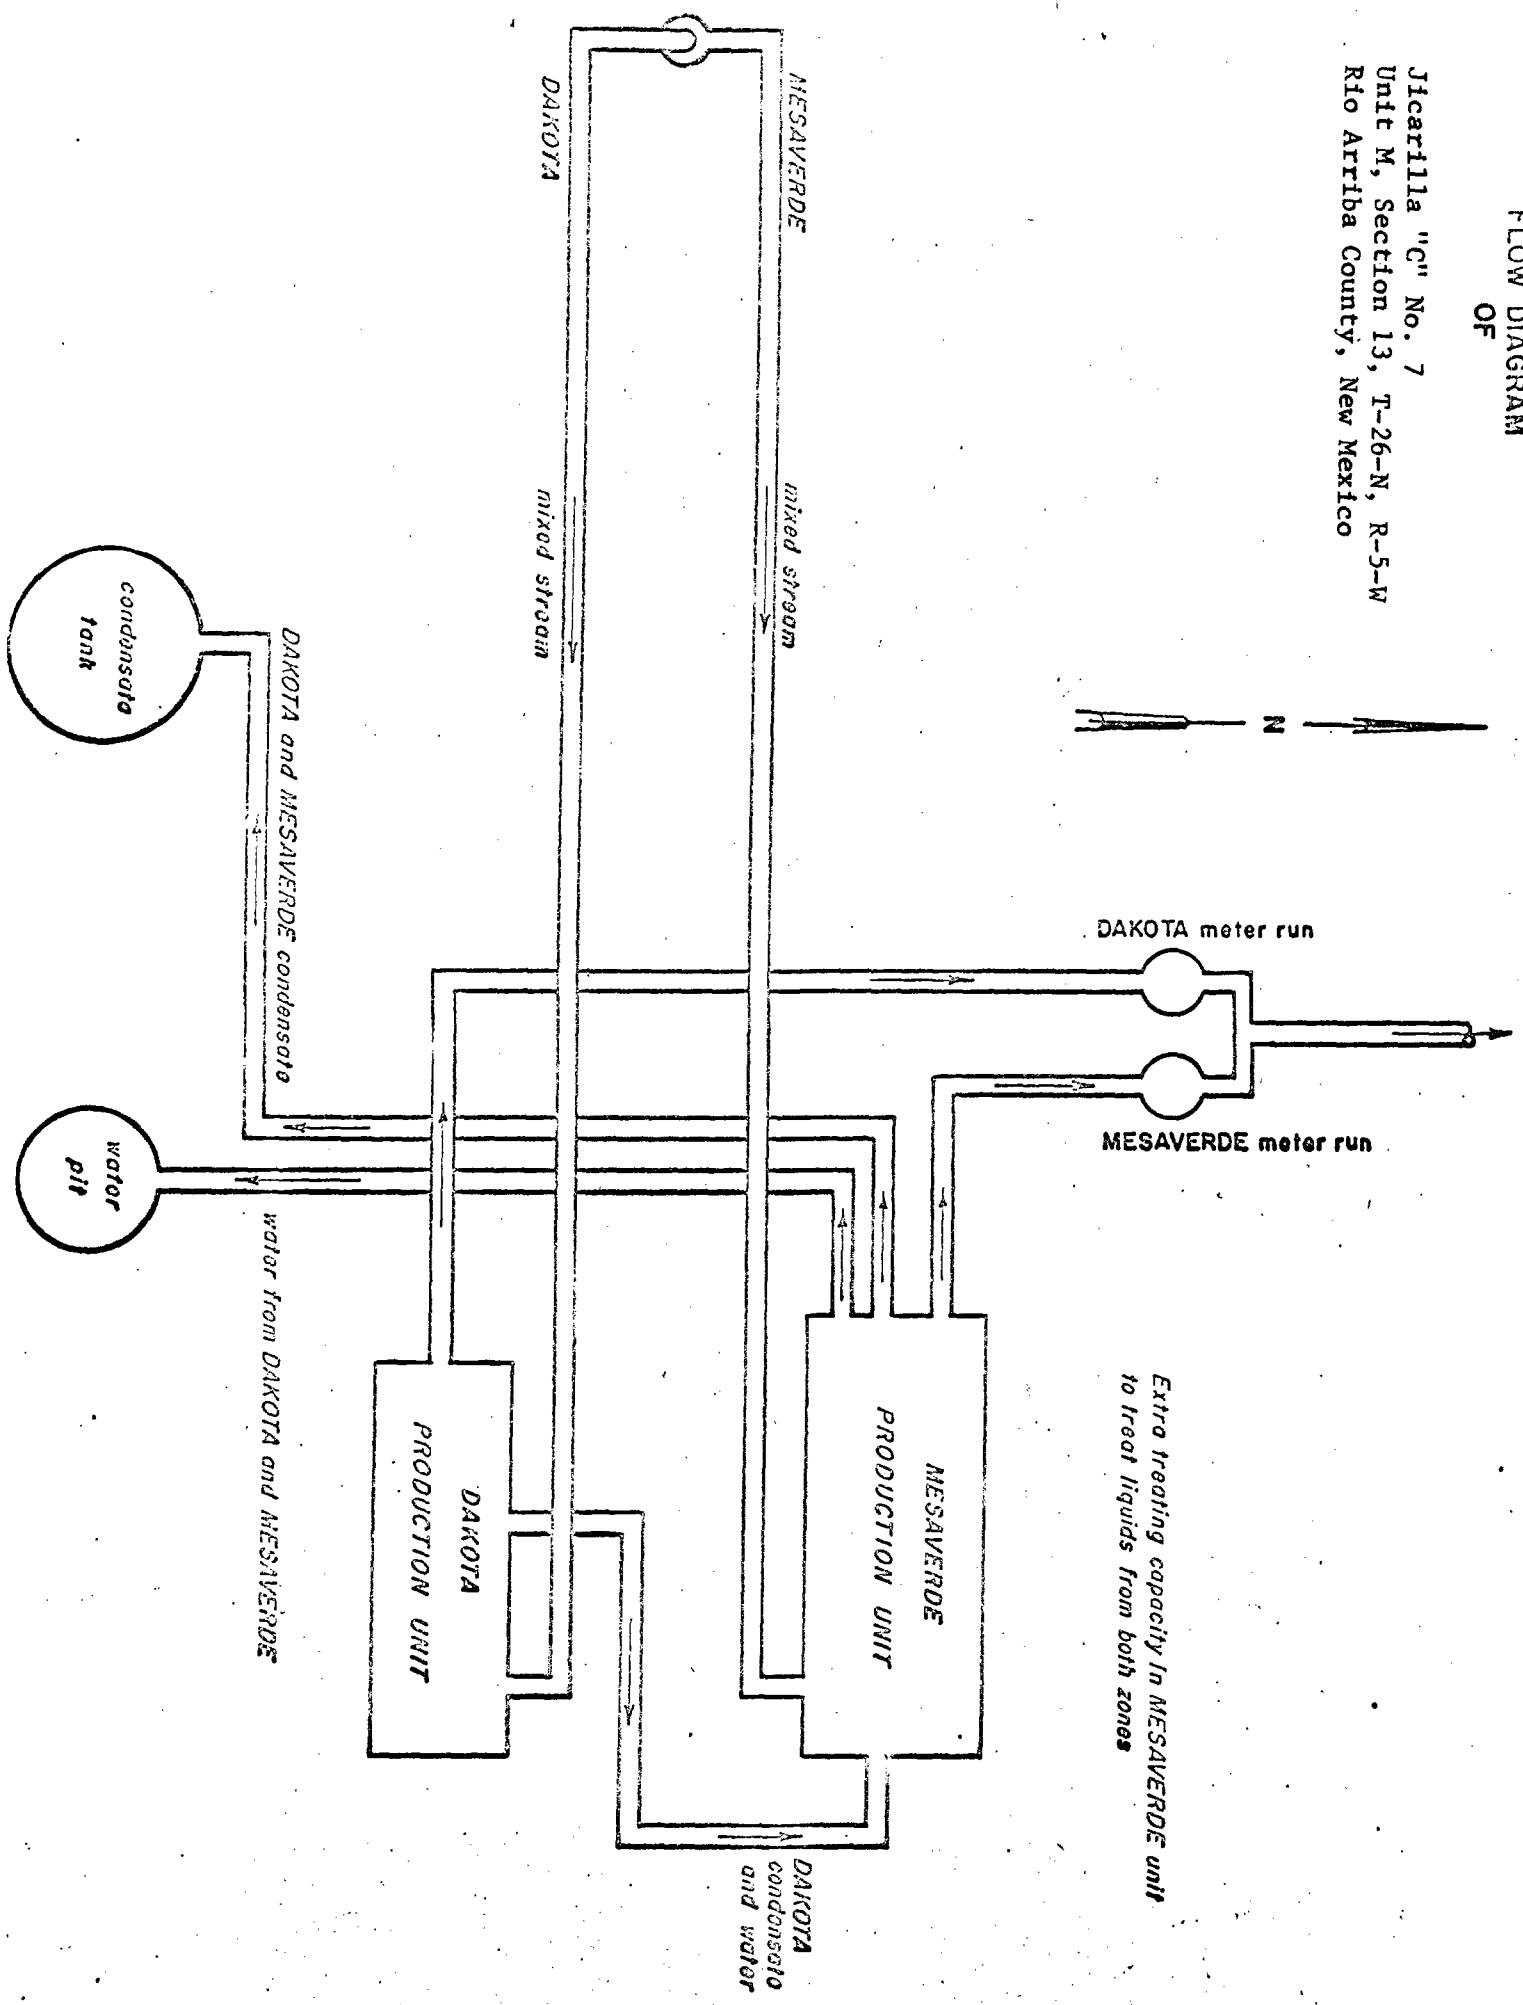 FLOW DIAGRAM
OF
Jicarilla "C" No. 7
Unit M, Section 13, T-26-N, R-5-W
Rio Arriba County, New Mexico
N
MESAVERDE
DAKOTA
mixed stream
mixed stream
DAKOTA meter run
MESAVERDE meter run
condensate
tank
DAKOTA and MESAVERDE condensate
water
pit
water from DAKOTA and MESAVERDE
Extra treating capacity in MESAVERDE unit
to treat liquids from both zones
MESAVERDE
PRODUCTION UNIT
DAKOTA
PRODUCTION UNIT
DAKOTA
condensate
and water